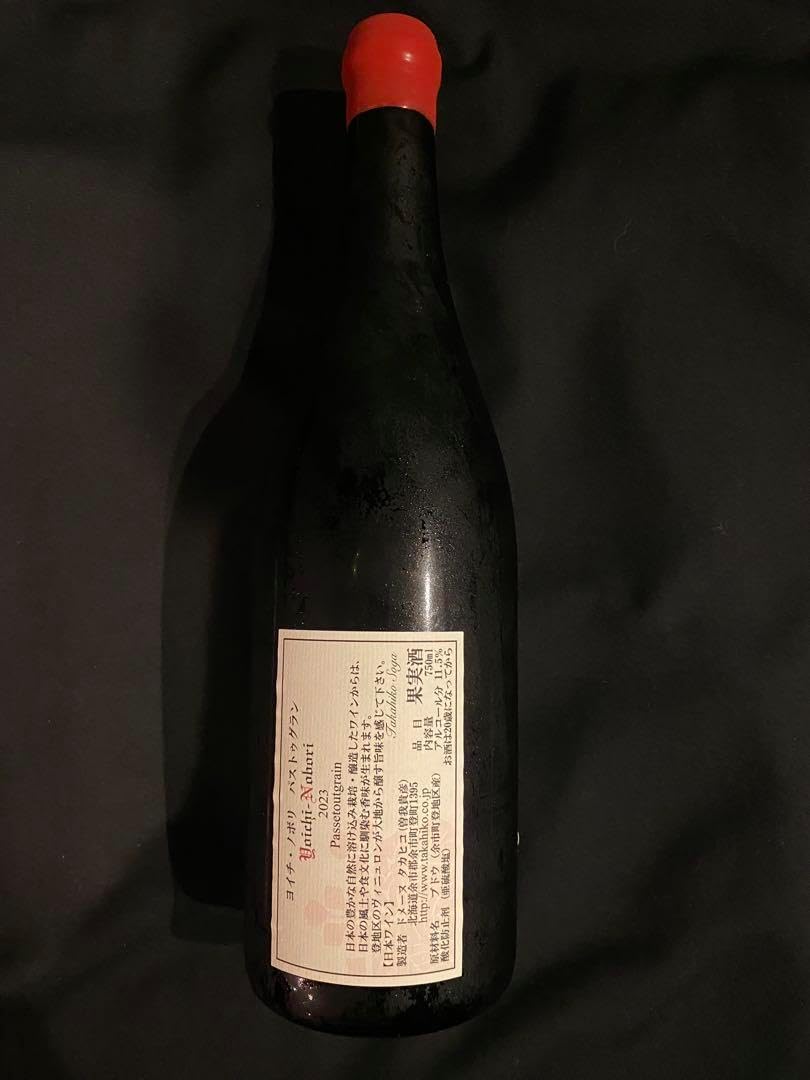 ヨイチ・ノボリ　パストゥグラン
Yoichi-Nobori
2023
Passetoutgrain
日本の豊かな自然に溶け込み栽培・醸造したワインからは、
日本の風土や食文化に馴染む香味が生まれます。
登地区のヴィニュロンが大地から醸す旨味を感じて下さい。
Takahiko Soga
【日本ワイン】
製造者　ドメーヌ タカヒコ (曽我貴彦)
北海道余市郡余市町登町1395
http://www.takahiko.co.jp
原材料名　ブドウ（余市町登地区産）
酸化防止剤（亜硫酸塩）
品　目　果実酒
内容量　750ml
アルコール分 11.5%
お酒は20歳になってから